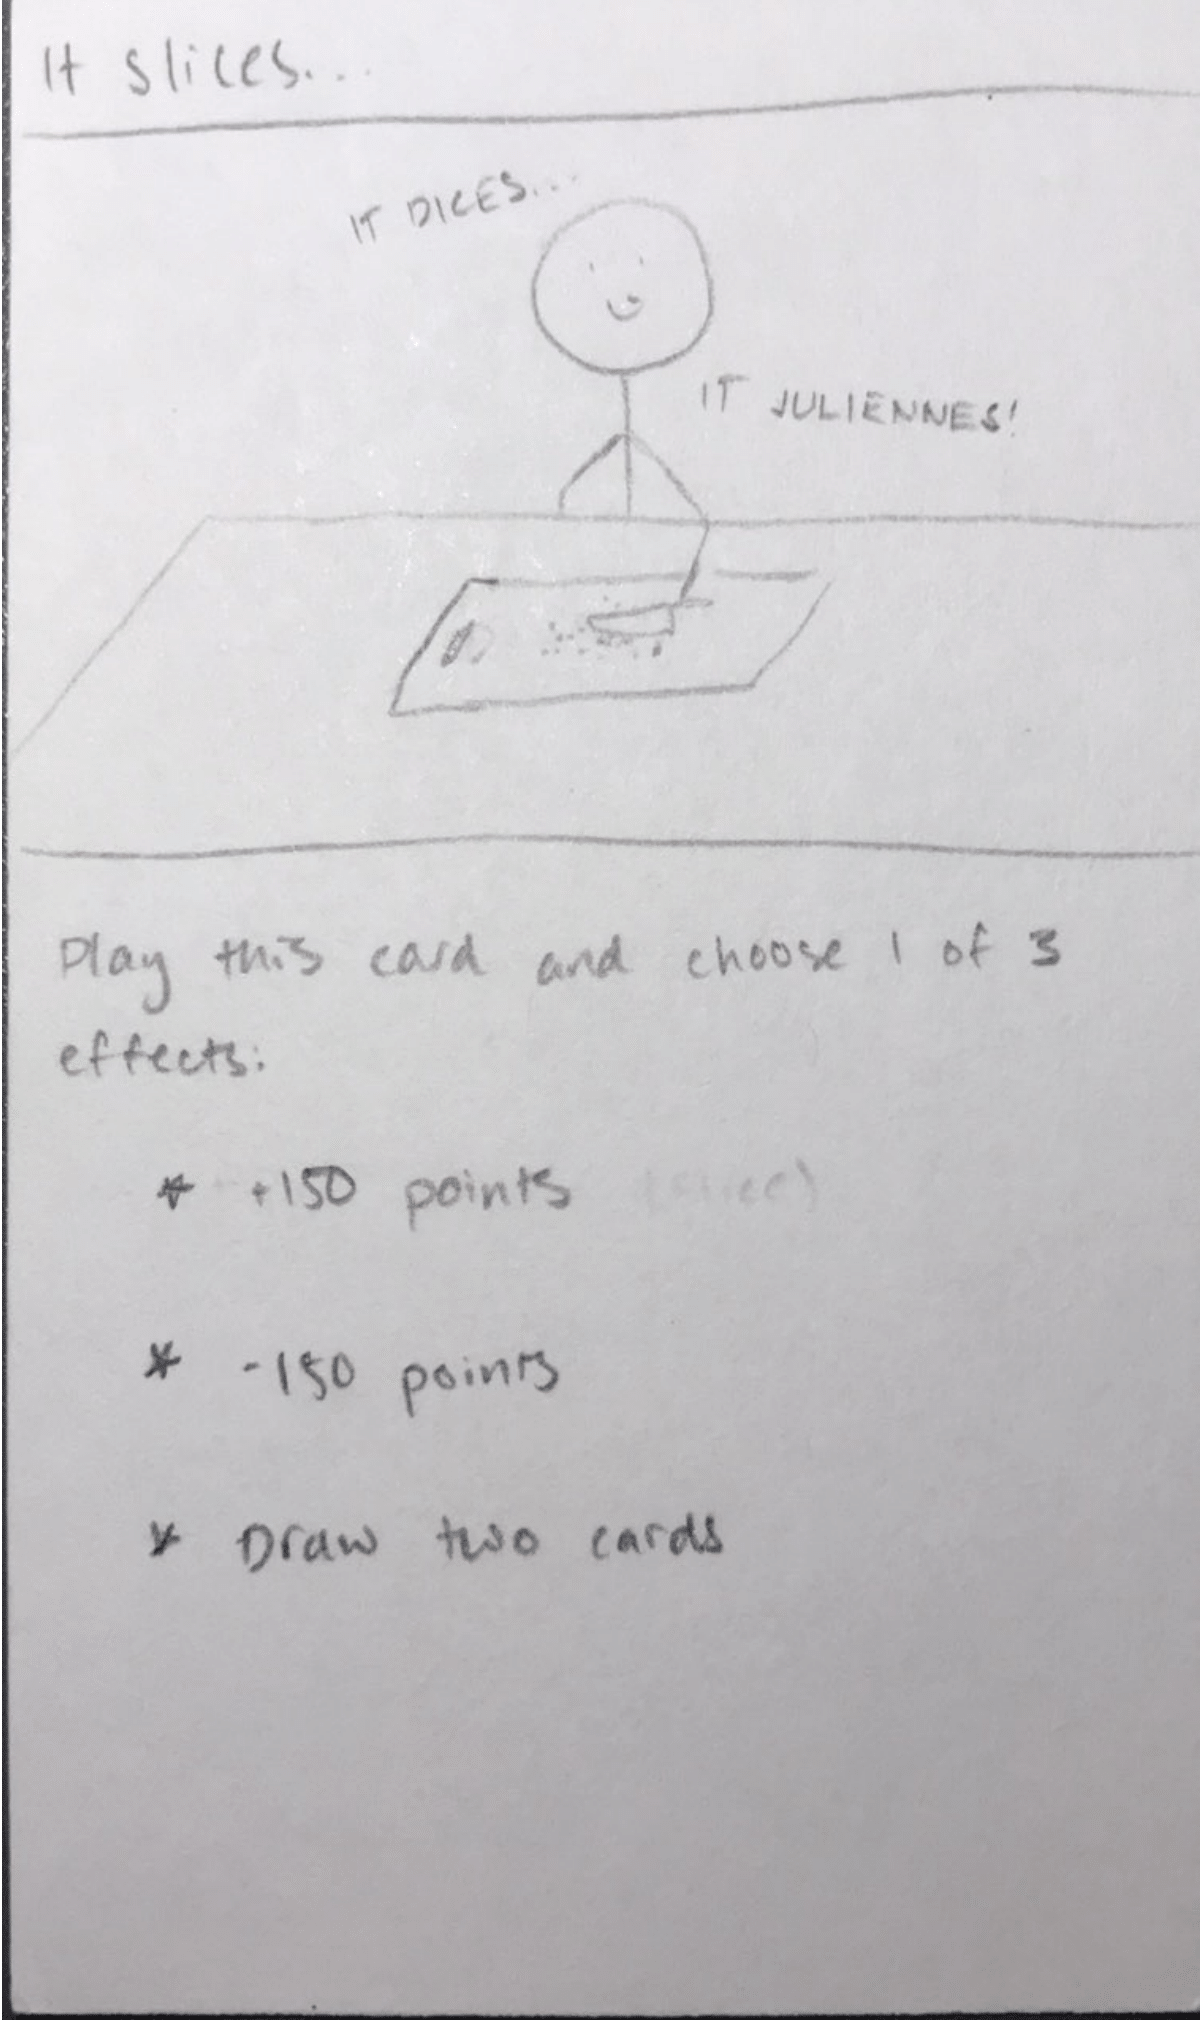 It slices...
IT DICES...
IT JULIENNES!
Play this card and choose 1 of 3
effects:
* +150 points
* -150 points
* Draw two cards